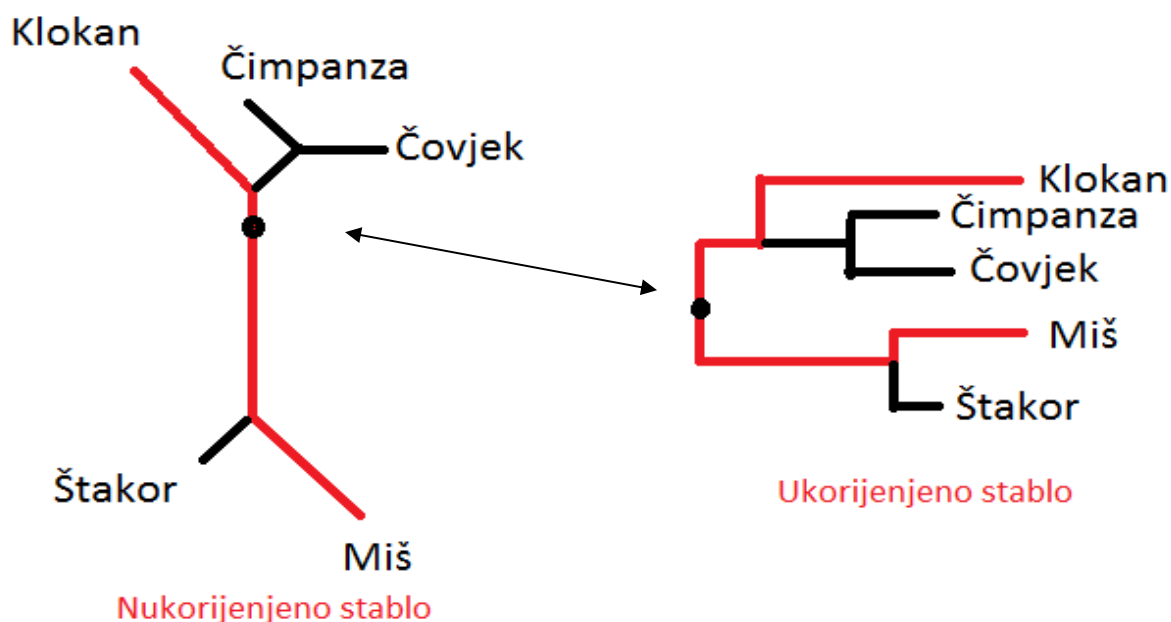 Klokan
Čimpanza
Čovjek
Štakor
Miš
Nukorijenjeno stablo
Klokan
Čimpanza
Čovjek
Miš
Štakor
Ukorijenjeno stablo